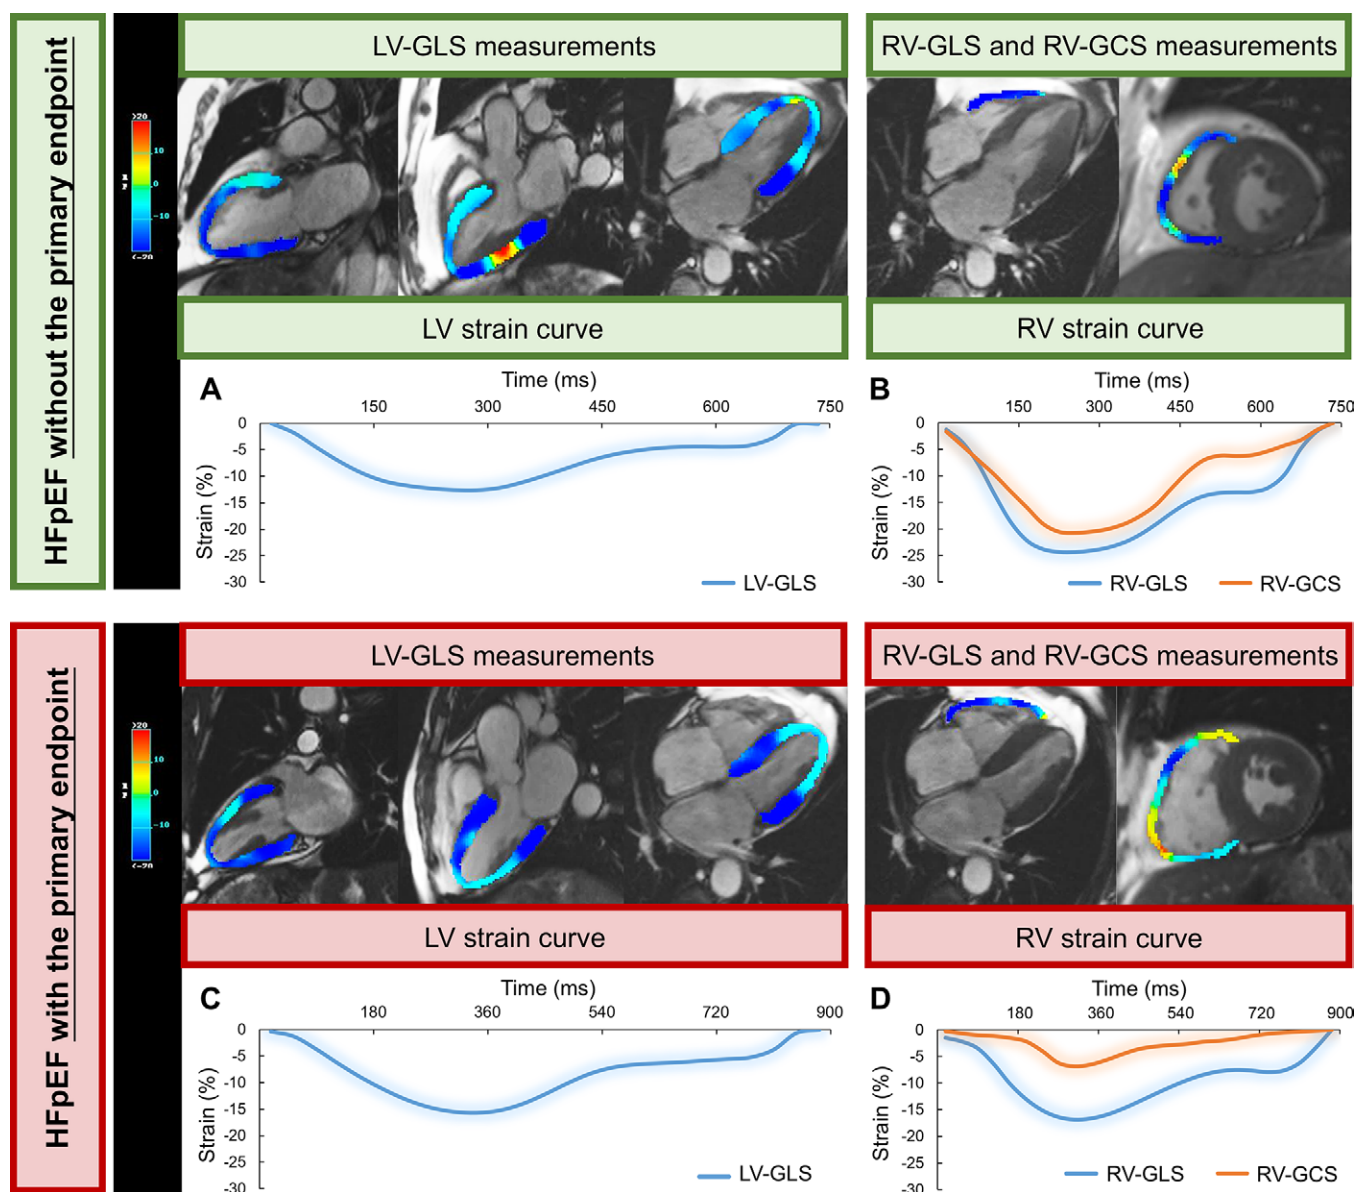 HFpEF without the primary endpoint
LV-GLS measurements
RV-GLS and RV-GCS measurements
>20
10
0
-10
<-20
LV strain curve
RV strain curve
A
Time (ms)
150 300 450 600 750
0
-5
-10
-15
-20
-25
-30
Strain (%)
LV-GLS
B
Time (ms)
150 300 450 600 750
0
-5
-10
-15
-20
-25
-30
Strain (%)
RV-GLS RV-GCS
HFpEF with the primary endpoint
LV-GLS measurements
RV-GLS and RV-GCS measurements
>20
10
0
-10
<-20
LV strain curve
RV strain curve
C
Time (ms)
180 360 540 720 900
0
-5
-10
-15
-20
-25
-30
Strain (%)
LV-GLS
D
Time (ms)
180 360 540 720 900
0
-5
-10
-15
-20
-25
-30
Strain (%)
RV-GLS RV-GCS